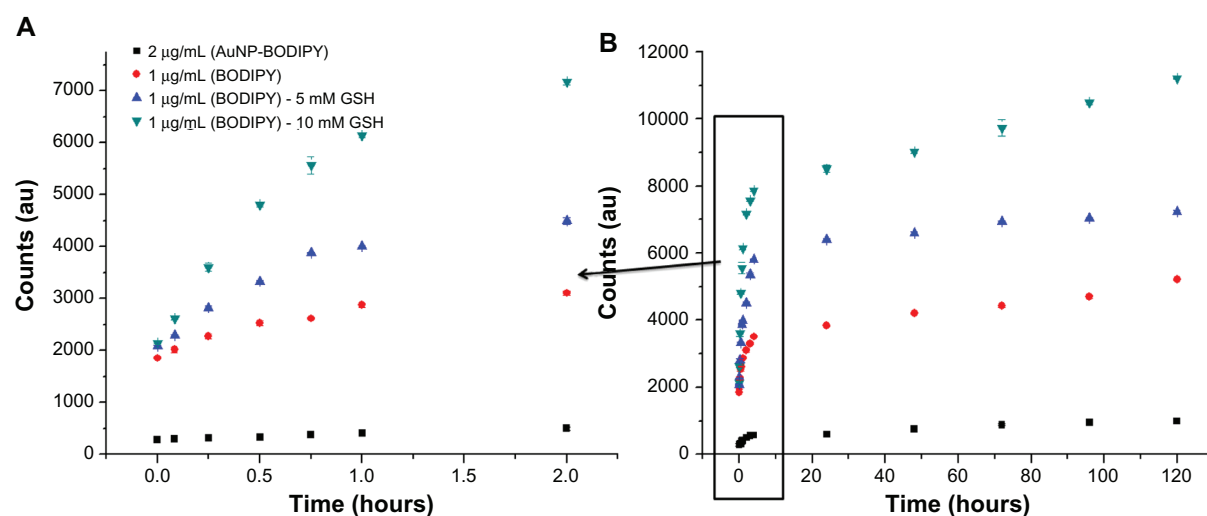 A
2 μg/mL (AuNP-BODIPY)
1 μg/mL (BODIPY)
1 μg/mL (BODIPY) - 5 mM GSH
1 μg/mL (BODIPY) - 10 mM GSH
7000
6000
5000
4000
3000
2000
1000
0
Counts (au)
0.0
0.5
1.0
1.5
2.0
Time (hours)
B
12000
10000
8000
6000
4000
2000
0
Counts (au)
0
20
40
60
80
100
120
Time (hours)